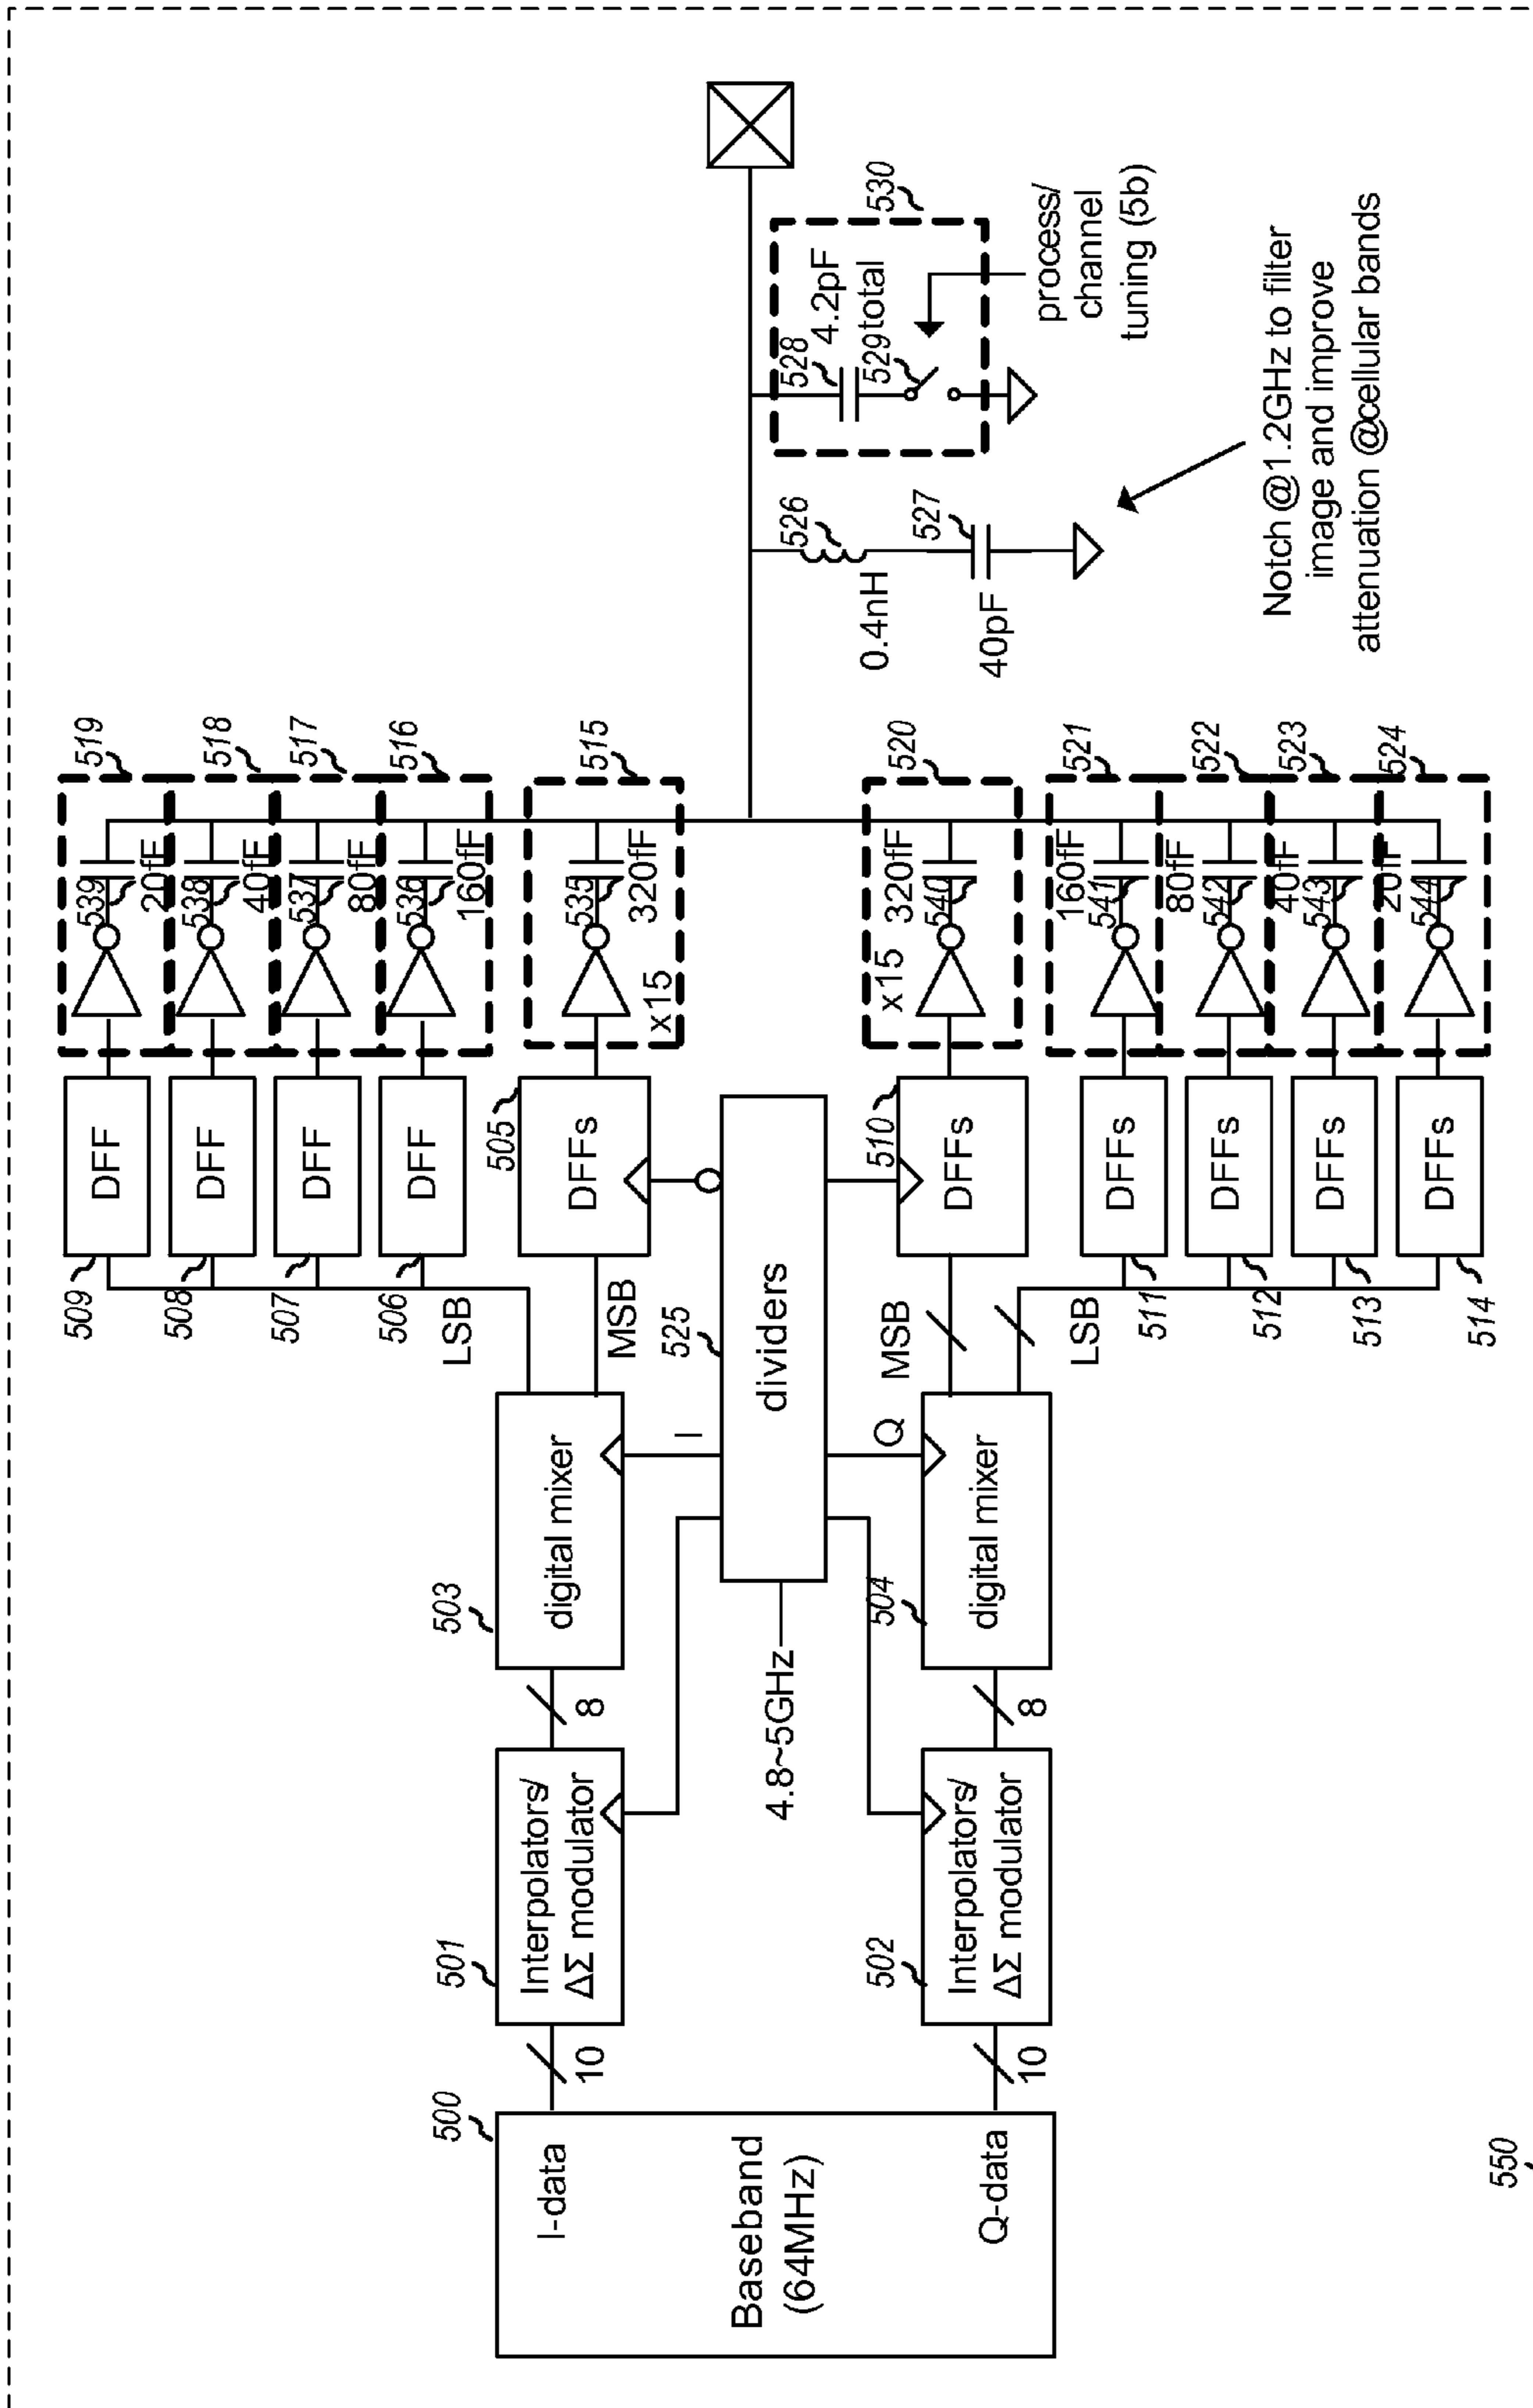 500
I-data
Baseband
(64MHz)
Q-data
10
10
501
Interpolators/
ΔΣ modulator
502
Interpolators/
ΔΣ modulator
8
8
503
digital mixer
504
digital mixer
4.8~5GHz
I
Q
525
dividers
LSB
MSB
MSB
LSB
509
DFF
508
DFF
507
DFF
506
DFF
505
DFFs
510
DFFs
511
DFFs
512
DFFs
513
DFFs
514
DFFs
519
539
20fF
518
538
40fF
517
537
80fF
516
536
160fF
515
535
320fF
x15
520
540
320fF
x15
521
541
160fF
522
542
80fF
523
543
40fF
524
544
20fF
526
0.4nH
527
40pF
528
4.2pF
529
total
530
process/
channel
tuning (5b)
Notch @1.2GHz to filter
image and improve
attenuation @cellular bands
550